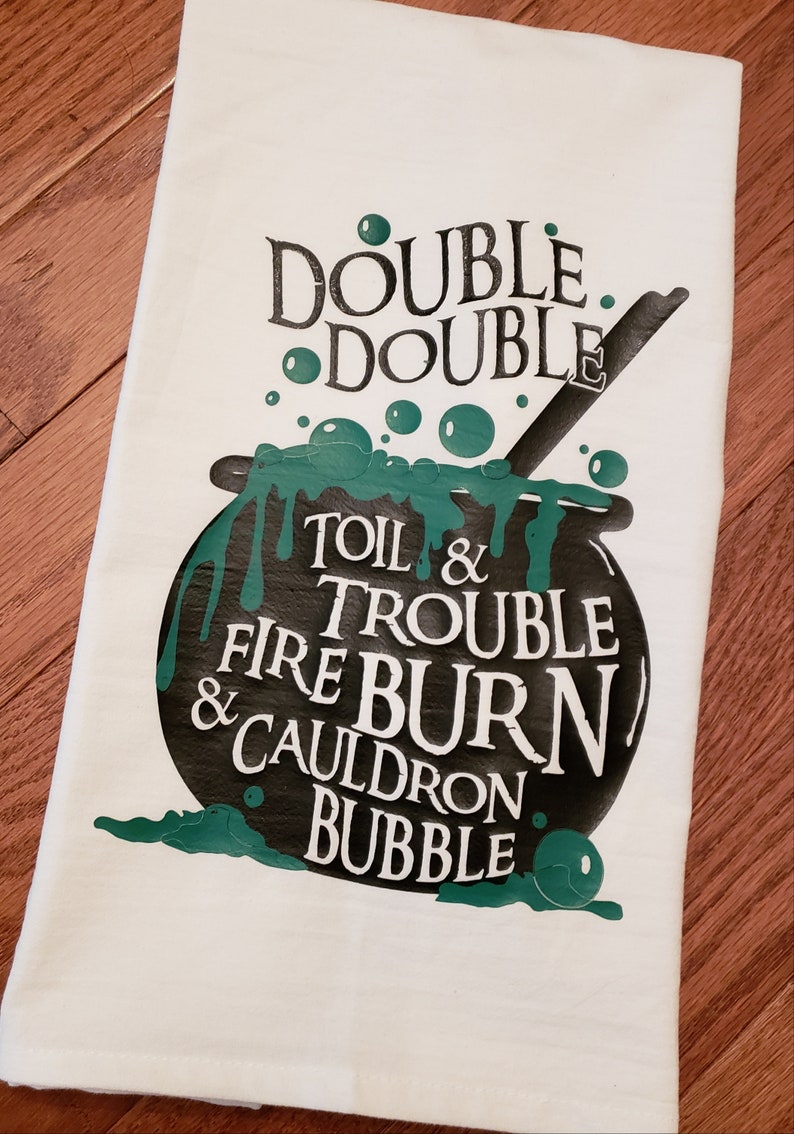 DOUBLE
DOUBLE
TOIL &
TROUBLE
FIRE BURN
& CAULDRON
BUBBLE